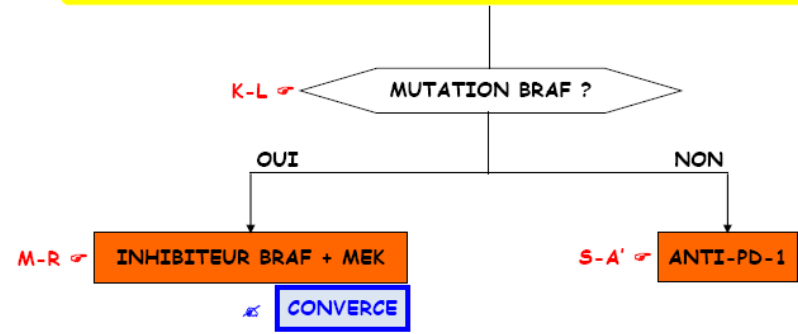 K-L ☞ MUTATION BRAF ?
OUI NON
M-R ☞ INHIBITEUR BRAF + MEK S-A' ☞ ANTI-PD-1
✍ CONVERCE